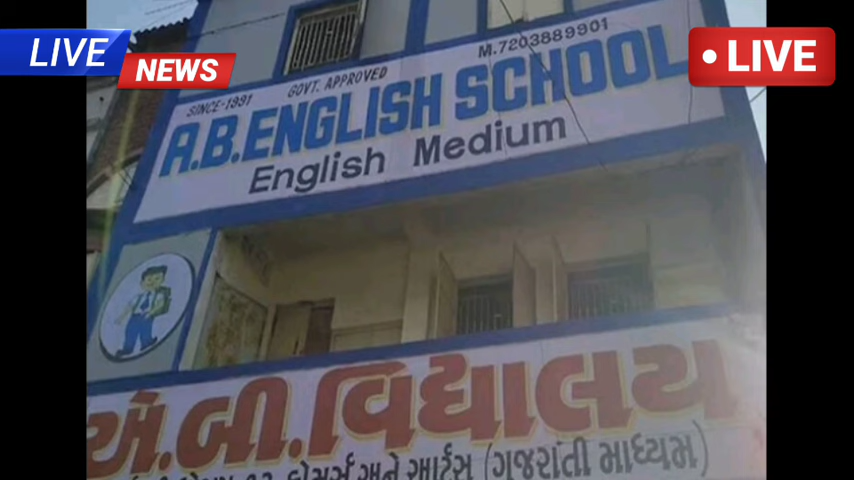 LIVE
NEWS
LIVE
SINCE-1991 GOVT. APPROVED M.7203889901
A.B.ENGLISH SCHOOL
English Medium
એ.બી.વિદ્યાલય
કોમર્સ અને આર્ટસ (ગુજરાતી માધ્યમ)